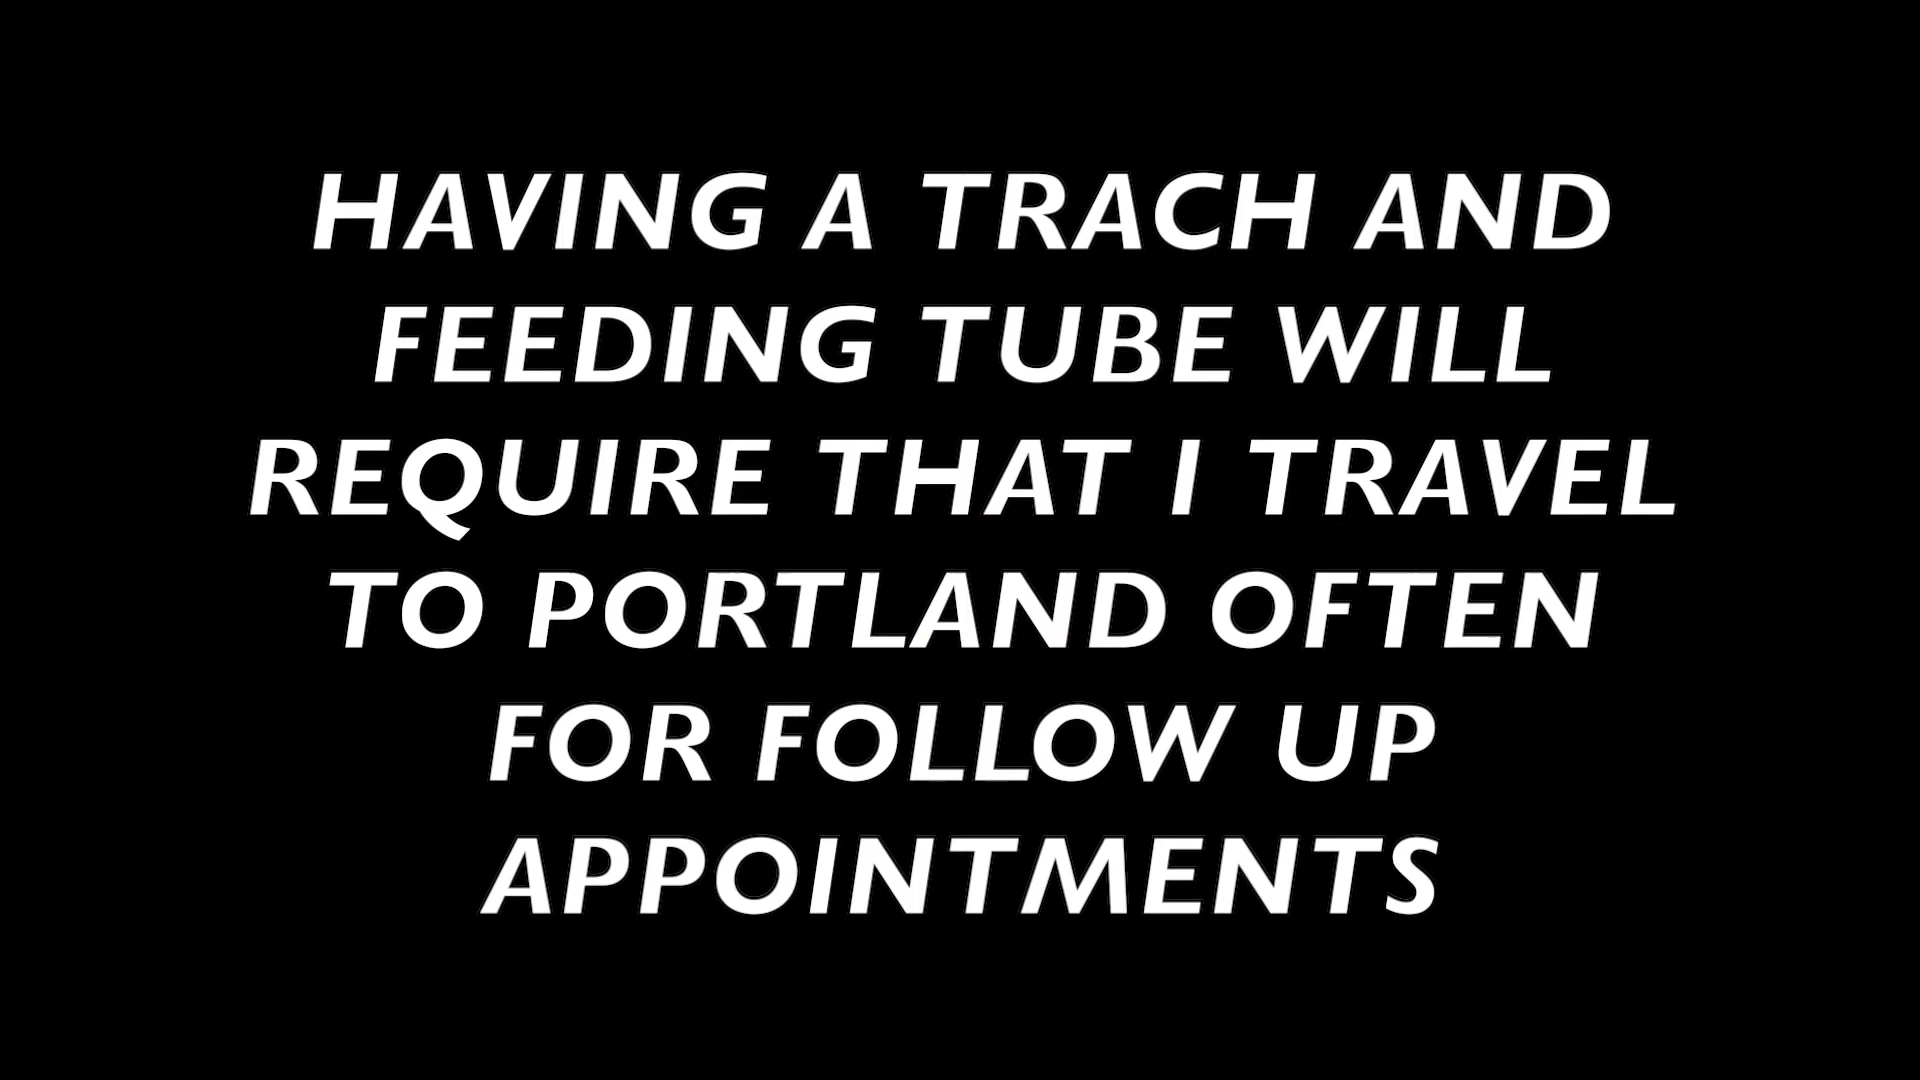 HAVING A TRACH AND
FEEDING TUBE WILL
REQUIRE THAT I TRAVEL
TO PORTLAND OFTEN
FOR FOLLOW UP
APPOINTMENTS